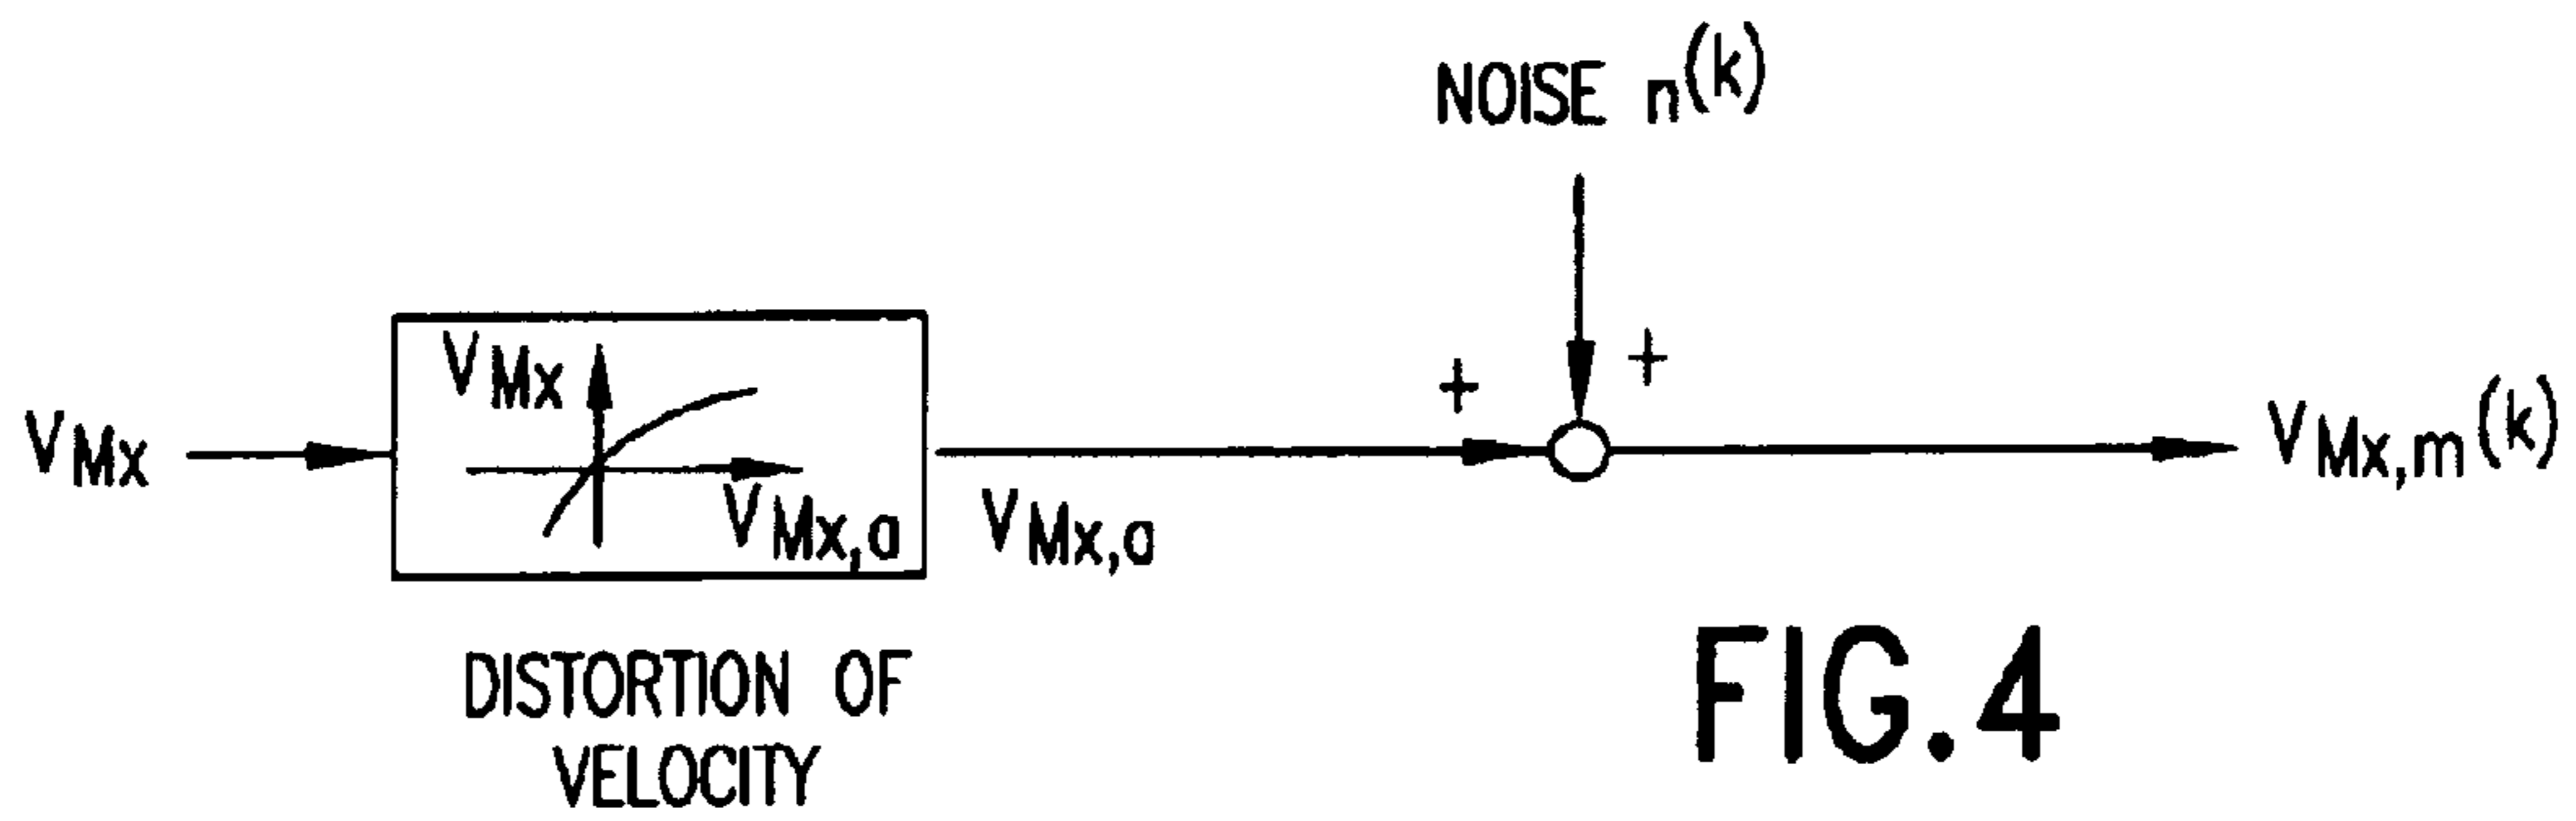 NOISE n(k)
+
+
VMx
VMx
VMx,a
VMx,a
VMx,m(k)
DISTORTION OF
VELOCITY
FIG.4